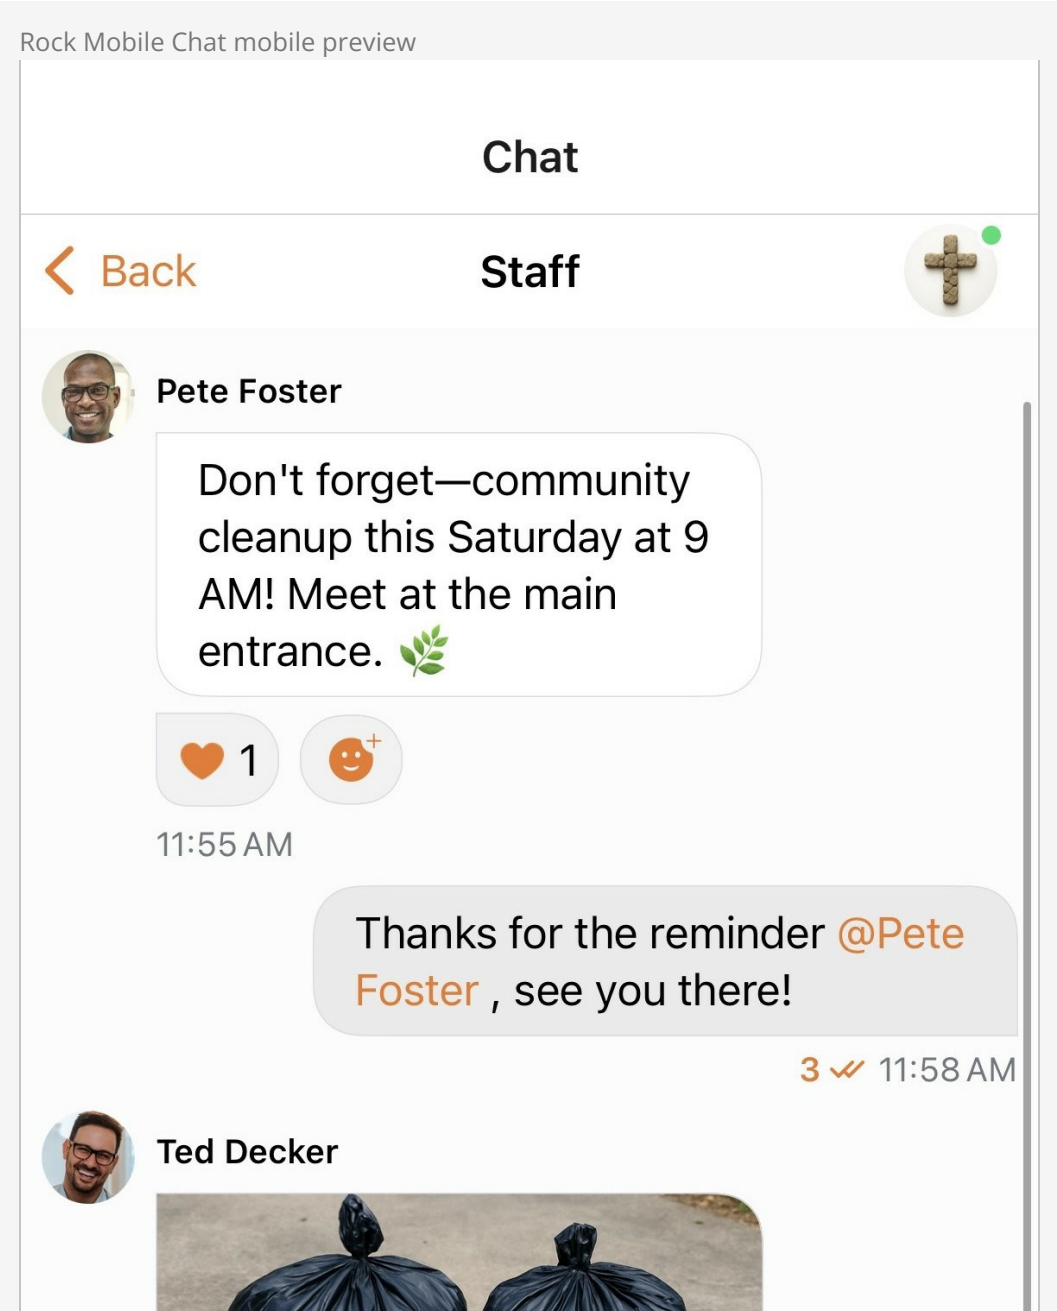 Rock Mobile Chat mobile preview
Chat
Back
Staff
Pete Foster
Don't forget—community
cleanup this Saturday at 9
AM! Meet at the main
entrance. 🌿
1
11:55 AM
Thanks for the reminder @Pete
Foster , see you there!
3 11:58 AM
Ted Decker